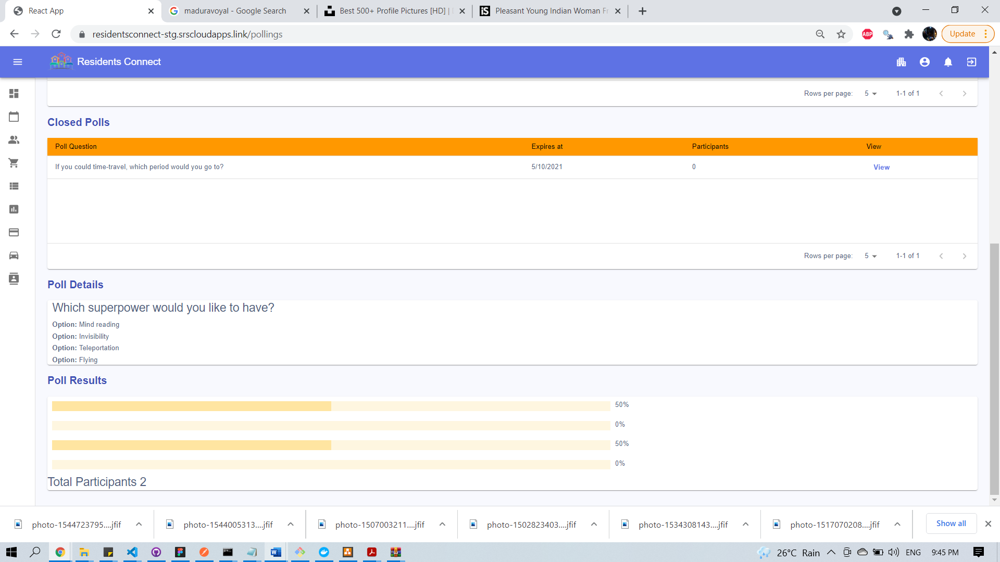 React App
maduravoyal - Google Search
Best 500+ Profile Pictures [HD] |
Pleasant Young Indian Woman Fr
residentsconnect-stg.srscloudapps.link/pollings
ABP
Update
Residents Connect
Rows per page: 5 1-1 of 1
Closed Polls
Poll Question Expires at Participants View
If you could time-travel, which period would you go to? 5/10/2021 0 View
Rows per page: 5 1-1 of 1
Poll Details
Which superpower would you like to have?
Option: Mind reading
Option: Invisibility
Option: Teleportation
Option: Flying
Poll Results
50%
0%
50%
0%
Total Participants 2
photo-1544723795....jfif
photo-1544005313....jfif
photo-1507003211....jfif
photo-1502823403....jfif
photo-1534308143....jfif
photo-1517070208....jfif
Show all
26°C Rain ENG 9:45 PM